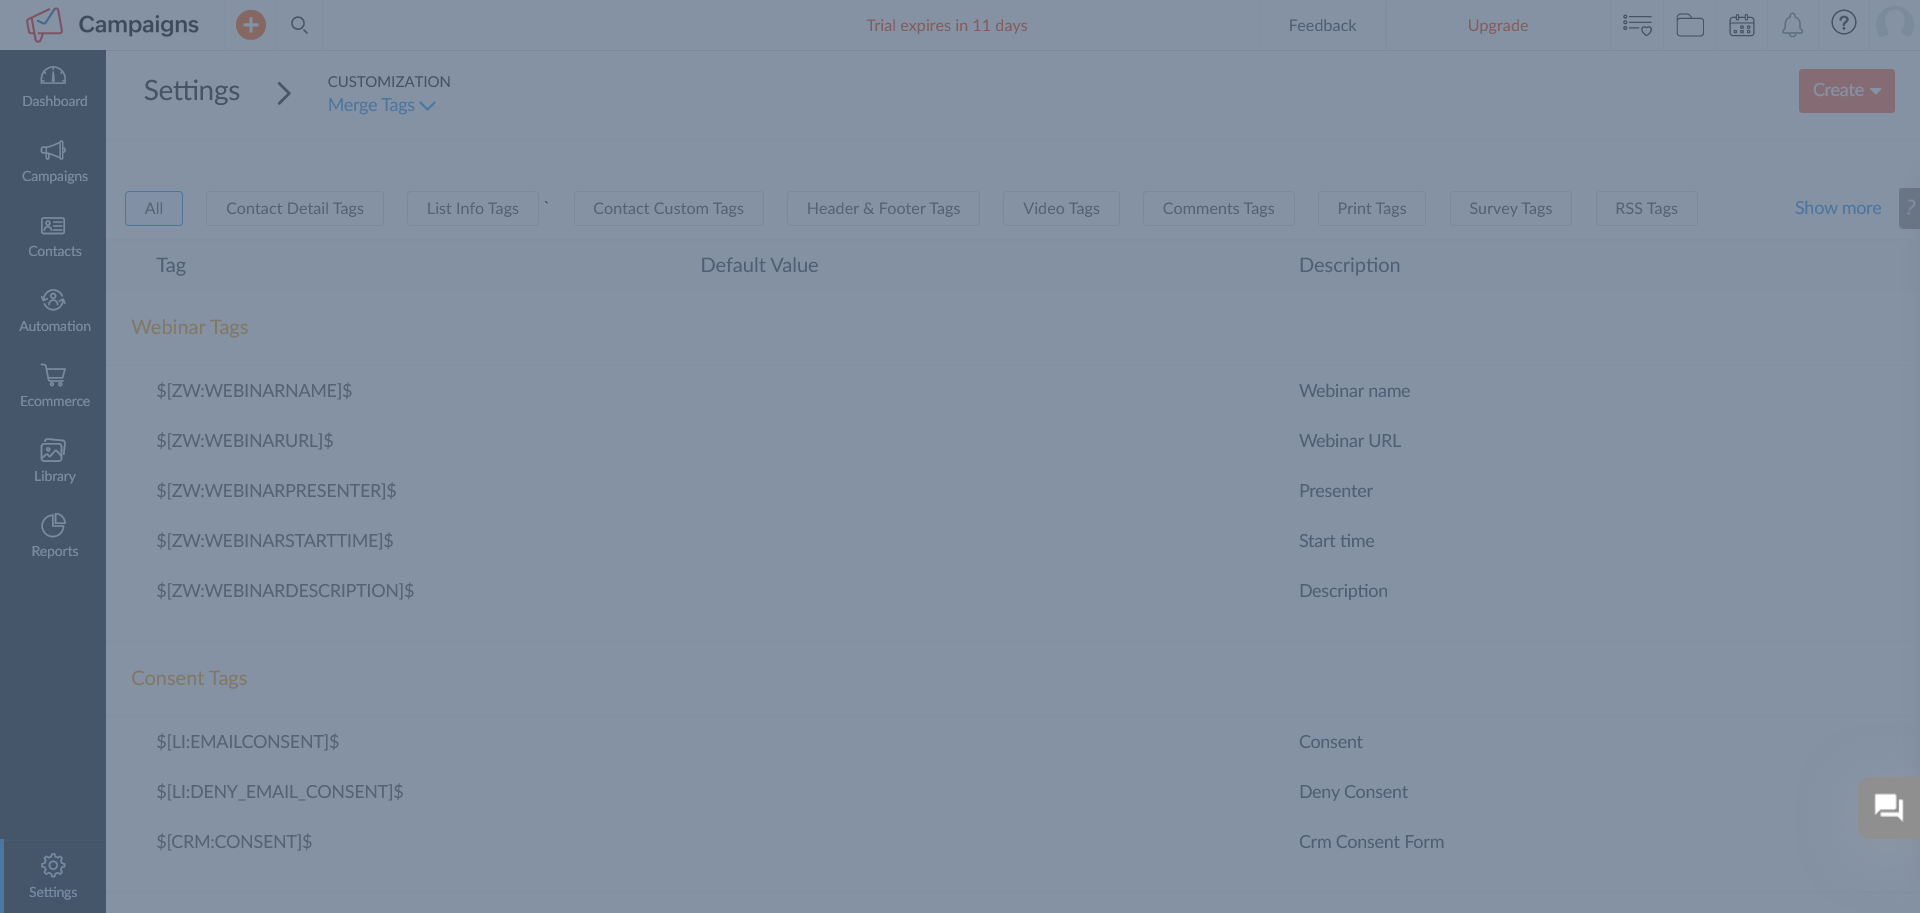 Campaigns
Trial expires in 11 days
Feedback
Upgrade
Dashboard
Campaigns
Contacts
Automation
Ecommerce
Library
Reports
Settings
Settings
CUSTOMIZATION
Merge Tags
Create
All
Contact Detail Tags
List Info Tags
`
Contact Custom Tags
Header & Footer Tags
Video Tags
Comments Tags
Print Tags
Survey Tags
RSS Tags
Show more
?
Tag Default Value Description
Webinar Tags
$[ZW:WEBINARNAME]$ Webinar name
$[ZW:WEBINARURL]$ Webinar URL
$[ZW:WEBINARPRESENTER]$ Presenter
$[ZW:WEBINARSTARTTIME]$ Start time
$[ZW:WEBINARDESCRIPTION]$ Description
Consent Tags
$[LI:EMAILCONSENT]$ Consent
$[LI:DENY_EMAIL_CONSENT]$ Deny Consent
$[CRM:CONSENT]$ Crm Consent Form